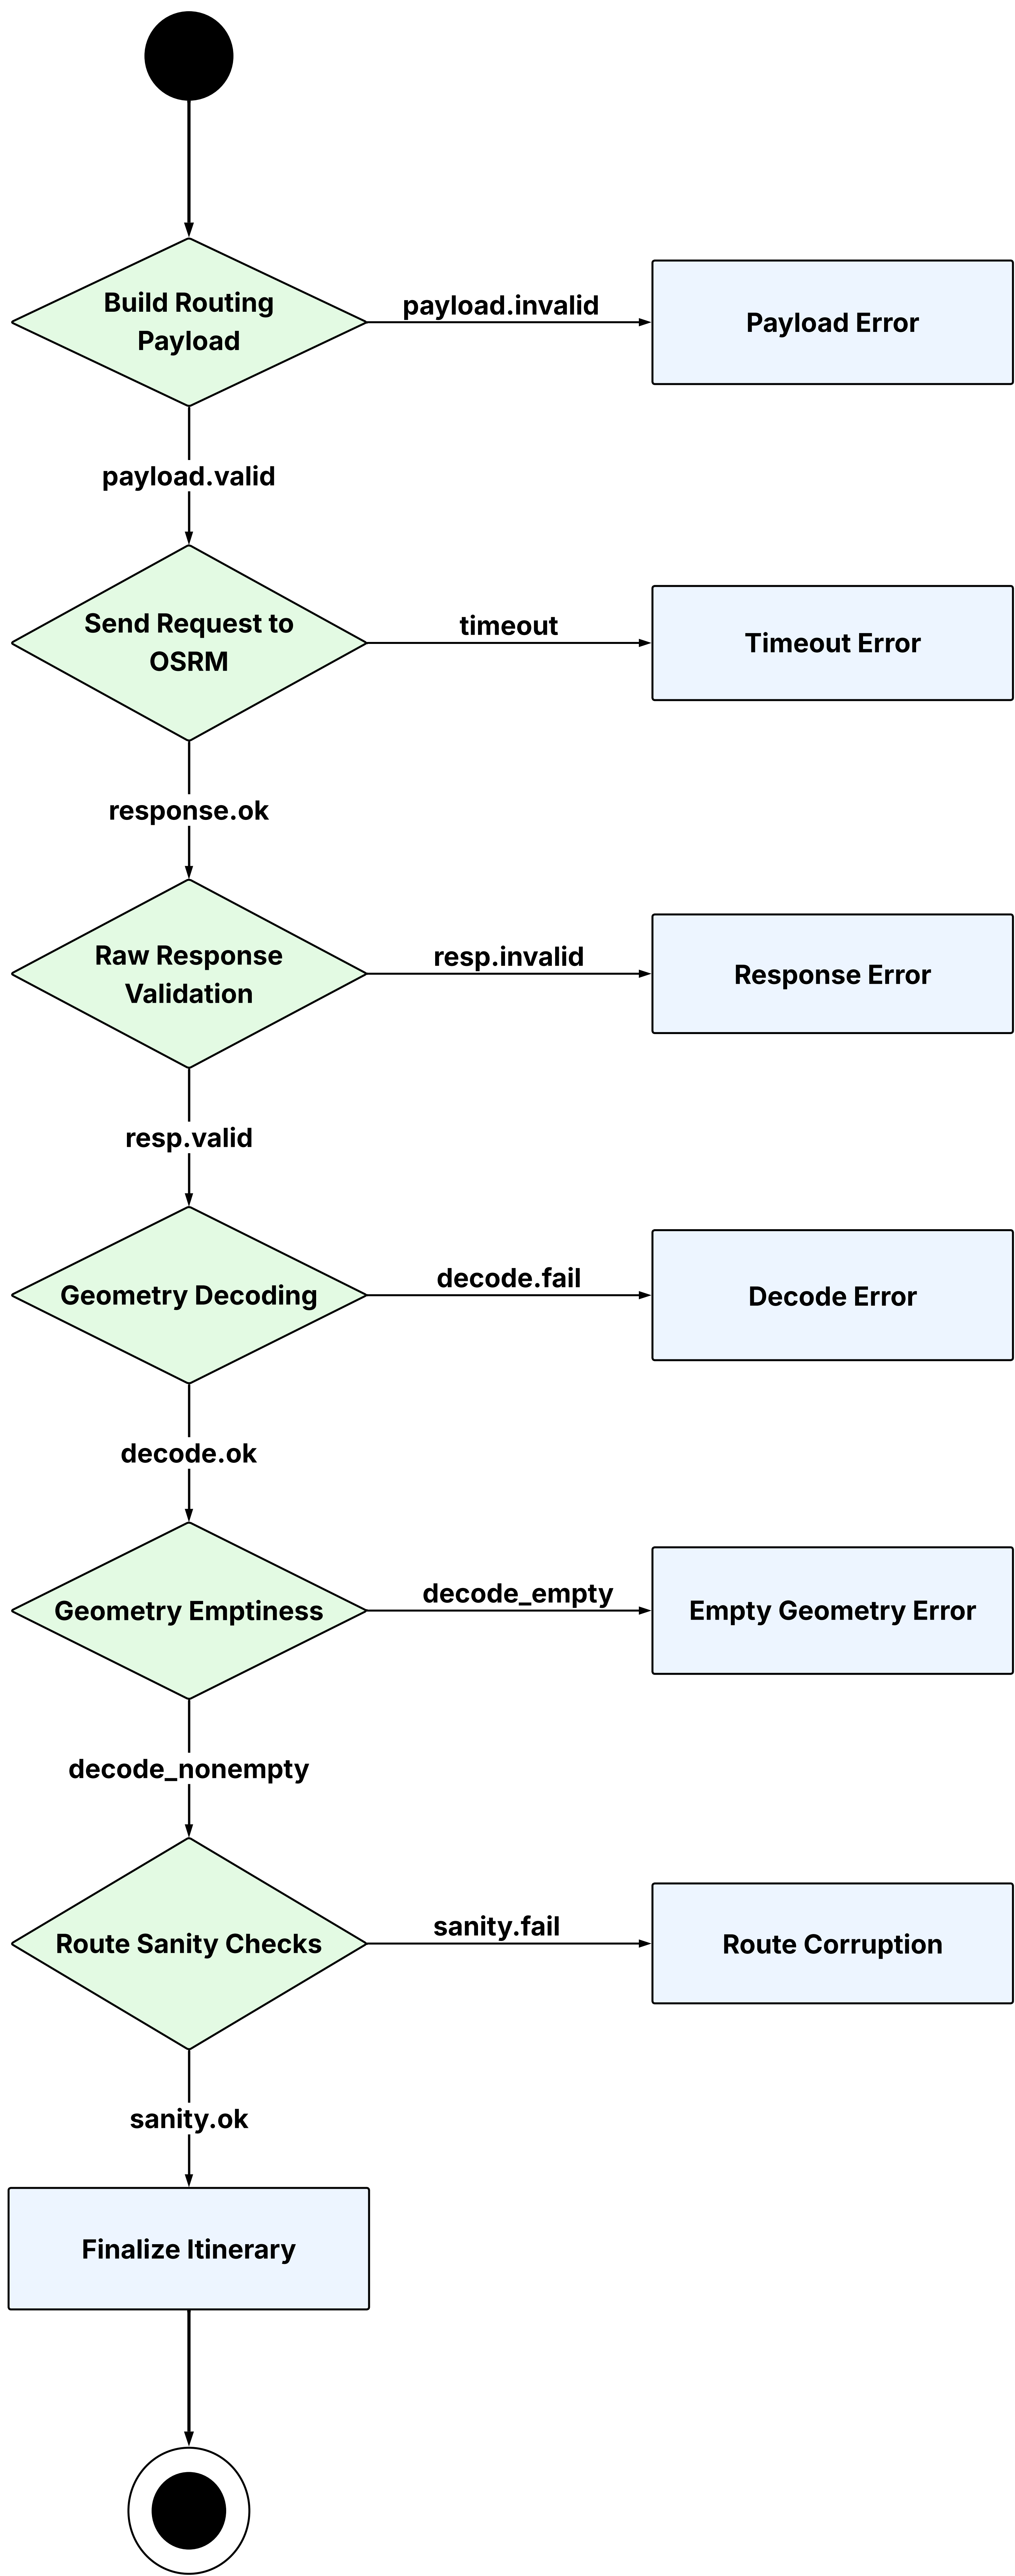 Build Routing
Payload
payload.invalid
Payload Error
payload.valid
Send Request to
OSRM
timeout
Timeout Error
response.ok
Raw Response
Validation
resp.invalid
Response Error
resp.valid
Geometry Decoding
decode.fail
Decode Error
decode.ok
Geometry Emptiness
decode_empty
Empty Geometry Error
decode_nonempty
Route Sanity Checks
sanity.fail
Route Corruption
sanity.ok
Finalize Itinerary